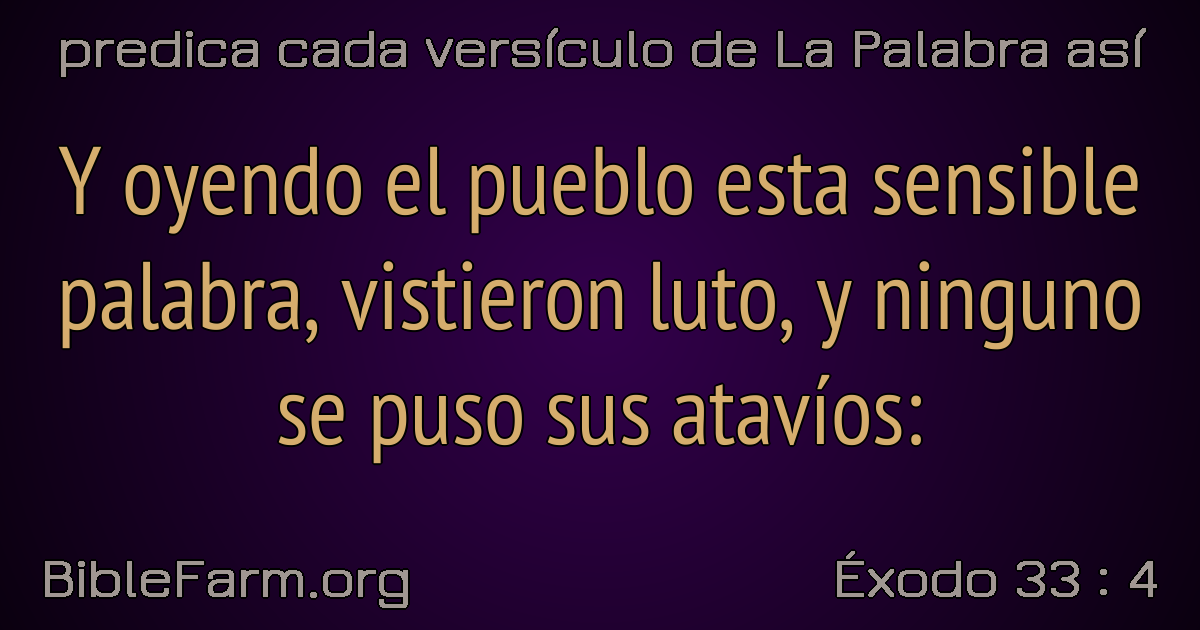 predica cada versículo de La Palabra así
Y oyendo el pueblo esta sensible
palabra, vistieron luto, y ninguno
se puso sus atavíos:
BibleFarm.org
Éxodo 33 : 4